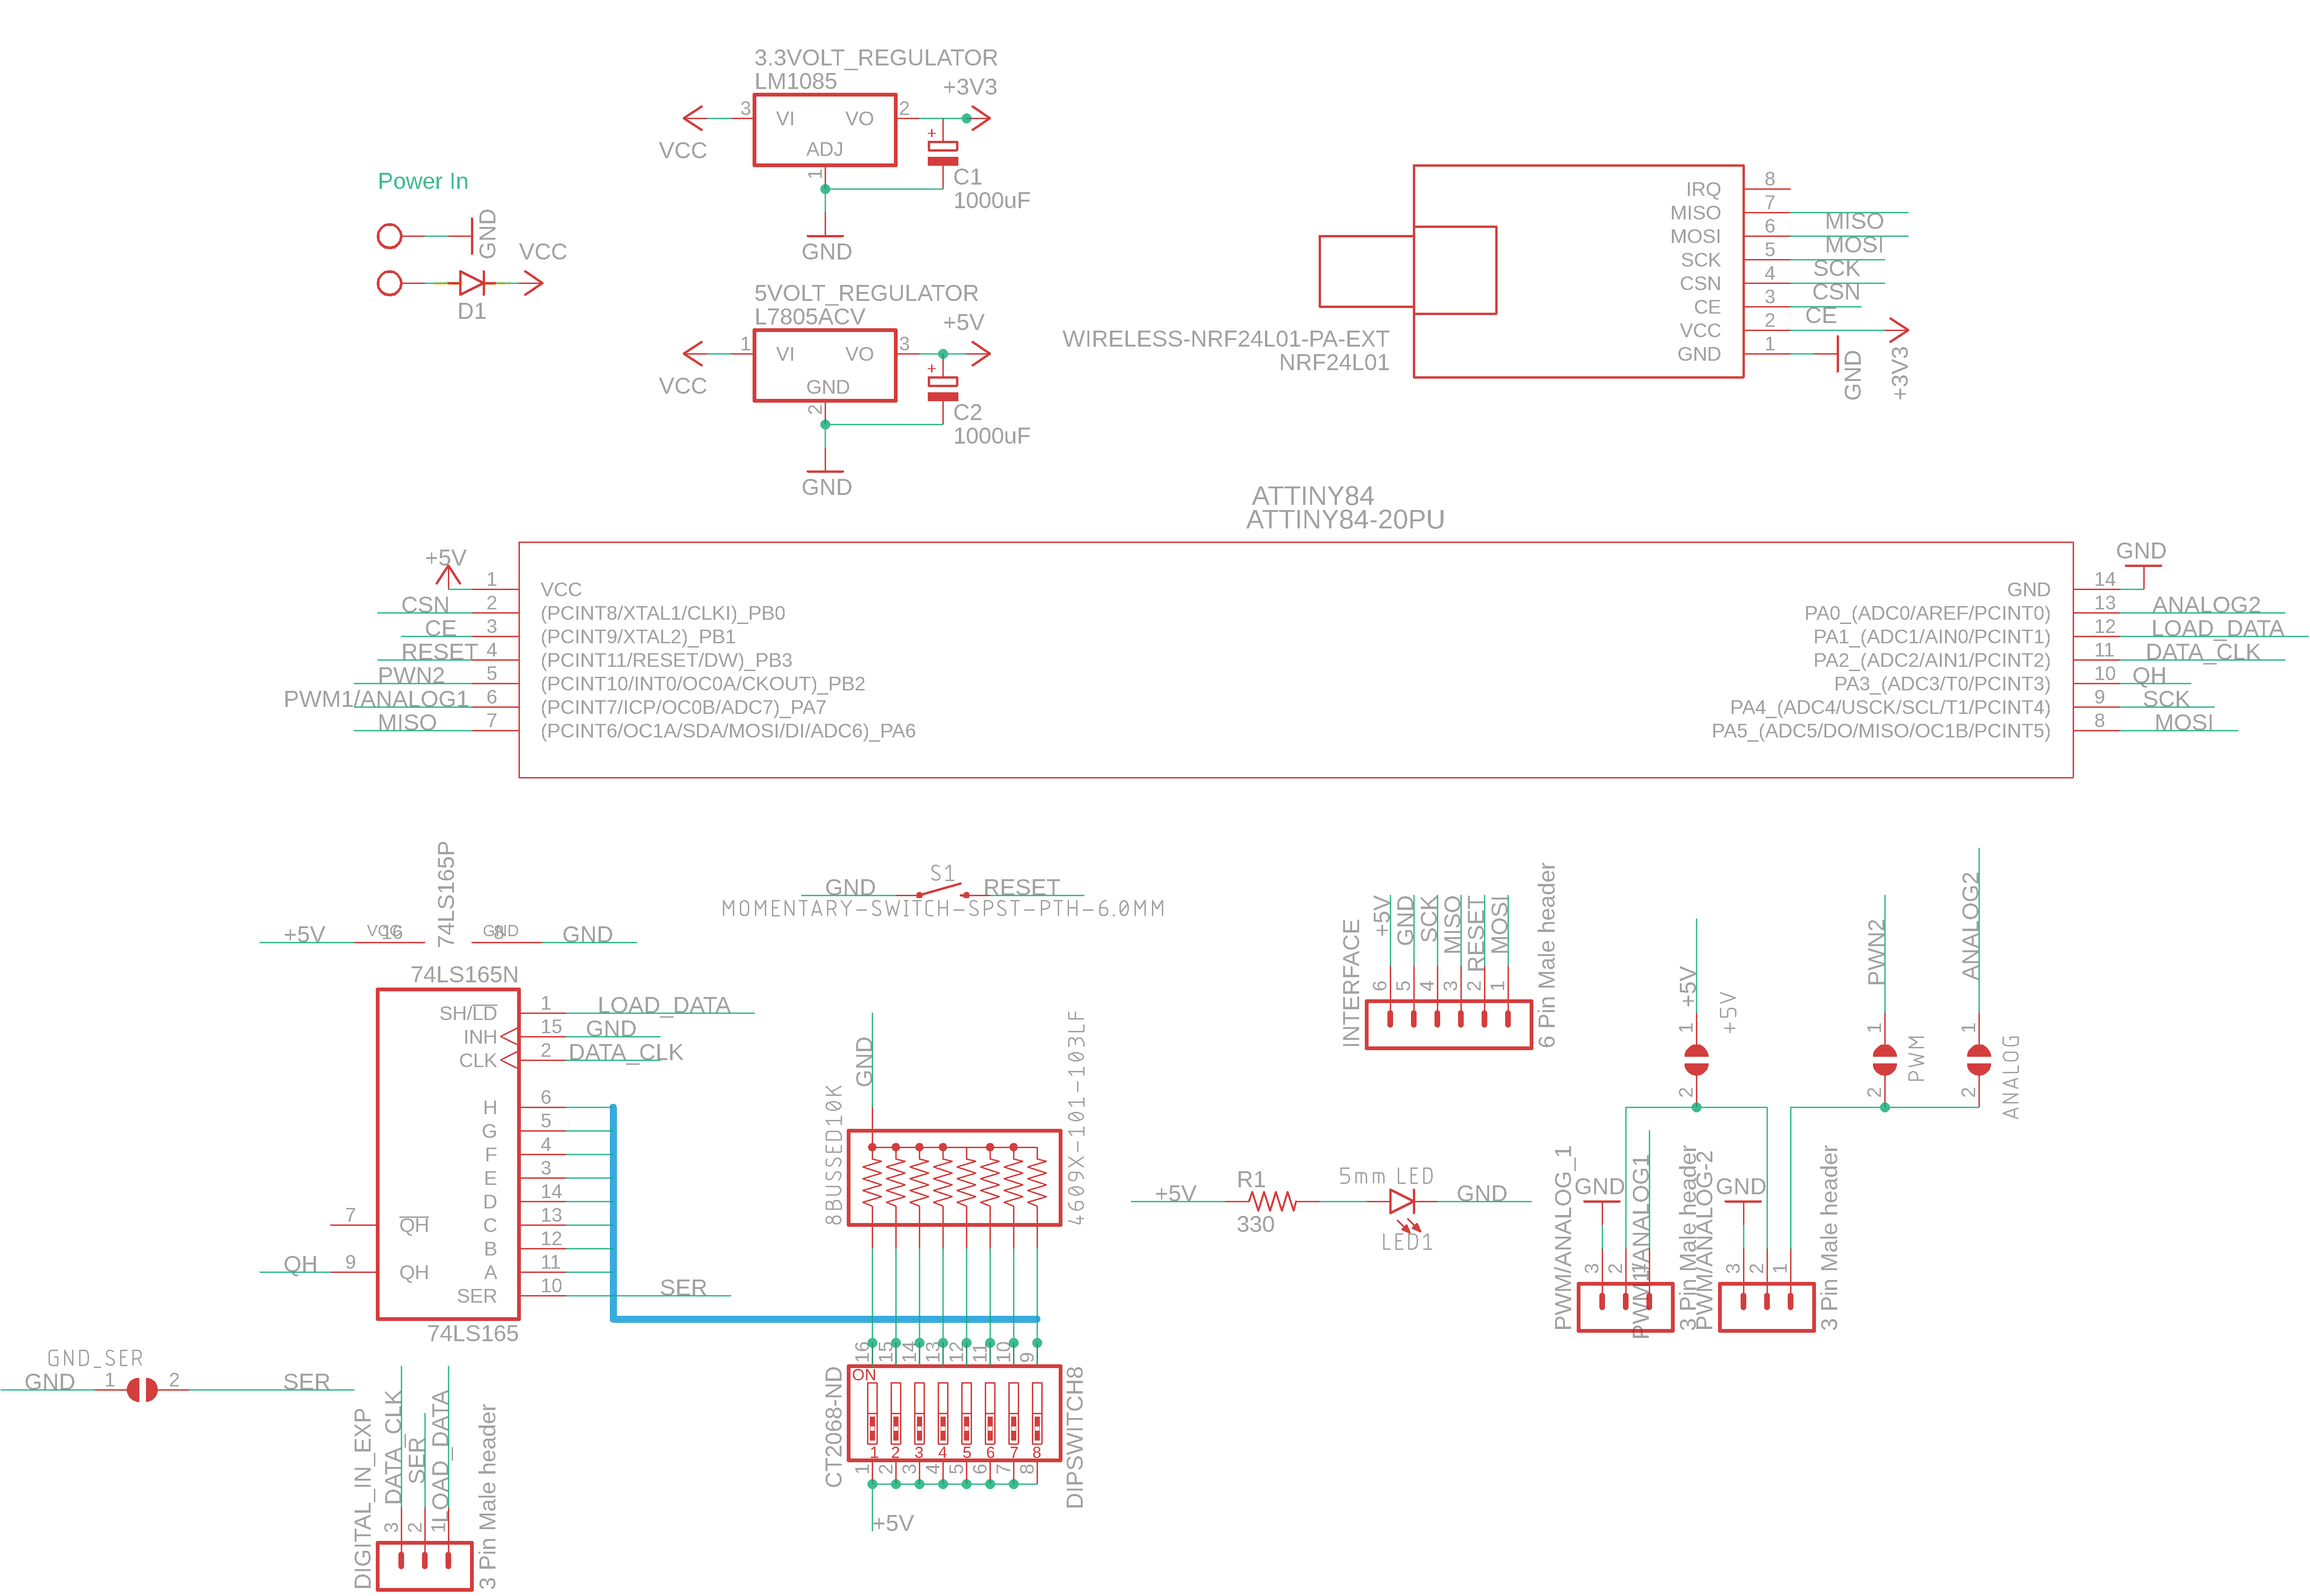 3.3VOLT_REGULATOR
LM1085
+3V3
3
VI
VO
2
ADJ
1
VCC
C1
1000uF
GND
Power In
GND
VCC
D1
5VOLT_REGULATOR
L7805ACV
+5V
1
VI
VO
3
GND
2
VCC
C2
1000uF
GND
IRQ 8
MISO 7 MISO
MOSI 6 MOSI
SCK 5 SCK
CSN 4 CSN
CE 3 CE
VCC 2
GND 1
GND
+3V3
WIRELESS-NRF24L01-PA-EXT
NRF24L01
ATTINY84
ATTINY84-20PU
+5V
1 VCC
CSN 2 (PCINT8/XTAL1/CLKI)_PB0
CE 3 (PCINT9/XTAL2)_PB1
RESET 4 (PCINT11/RESET/DW)_PB3
PWN2 5 (PCINT10/INT0/OC0A/CKOUT)_PB2
PWM1/ANALOG1 6 (PCINT7/ICP/OC0B/ADC7)_PA7
MISO 7 (PCINT6/OC1A/SDA/MOSI/DI/ADC6)_PA6
GND
GND 14
PA0_(ADC0/AREF/PCINT0) 13 ANALOG2
PA1_(ADC1/AIN0/PCINT1) 12 LOAD_DATA
PA2_(ADC2/AIN1/PCINT2) 11 DATA_CLK
PA3_(ADC3/T0/PCINT3) 10 QH
PA4_(ADC4/USCK/SCL/T1/PCINT4) 9 SCK
PA5_(ADC5/DO/MISO/OC1B/PCINT5) 8 MOSI
74LS165P
+5V VCC 16 GND 8 GND
74LS165N
SH/LD 1 LOAD_DATA
INH 15 GND
CLK 2 DATA_CLK
H 6
G 5
F 4
E 3
D 14
C 13
B 12
A 11
SER 10 SER
7 QH
QH 9 QH
74LS165
S1
GND RESET
MOMENTARY-SWITCH-SPST-PTH-6.0MM
GND
8BUSSED10K
4609X-101-103LF
16 15 14 13 12 11 10 9
ON
1 2 3 4 5 6 7 8
1 2 3 4 5 6 7 8
CT2068-ND
DIPSWITCH8
+5V
GND_SER
GND 1 2 SER
DATA_CLK
SER
LOAD_DATA
3 2 1
DIGITAL_IN_EXP
3 Pin Male header
+5V R1 330
5mm LED
LED1
GND
INTERFACE
+5V GND SCK MISO RESET MOSI
6 5 4 3 2 1
6 Pin Male header
+5V
1
2
+5V
PWN2
1
2
PWM
ANALOG2
1
2
ANALOG
PWM/ANALOG_1
GND
PWM1/ANALOG1
3 2 1
3 Pin Male header
PWM/ANALOG-2
GND
3 2 1
3 Pin Male header